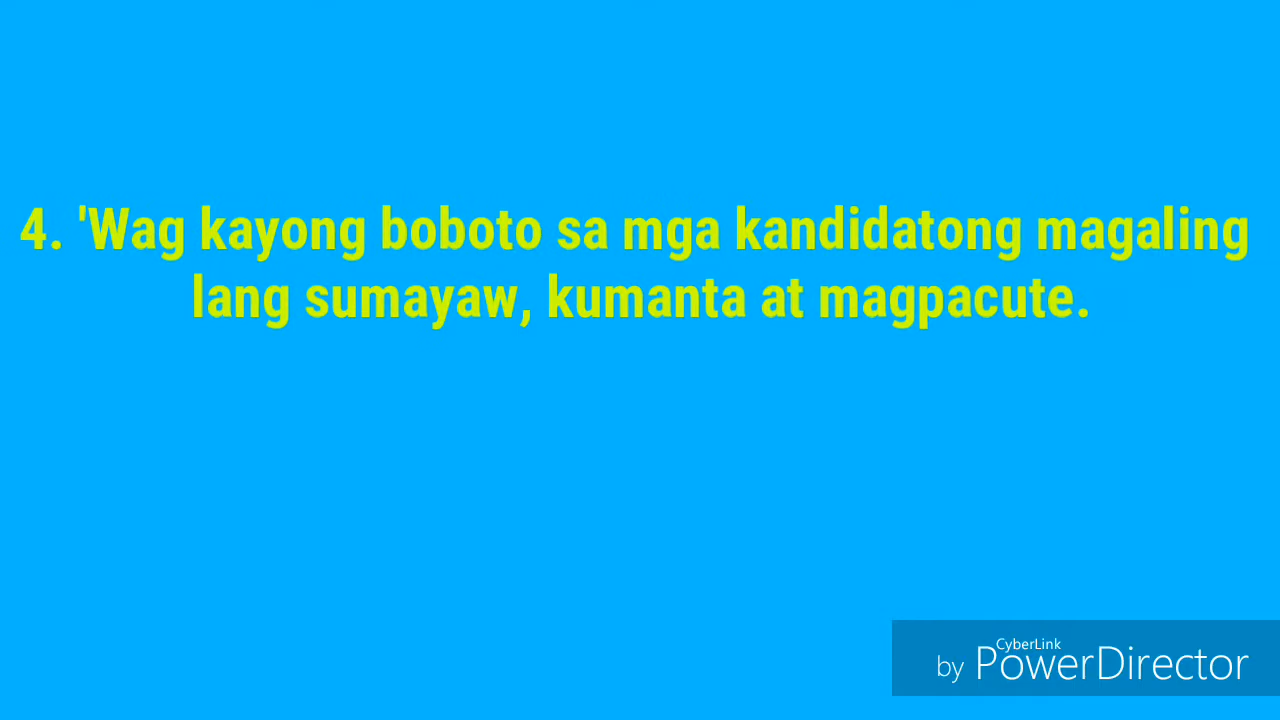 4. 'Wag kayong boboto sa mga kandidatong magaling
lang sumayaw, kumanta at magpacute.
CyberLink
by PowerDirector